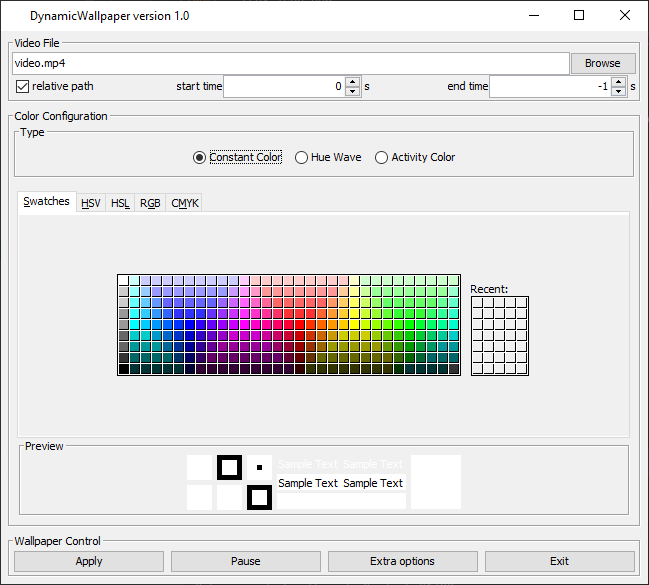 DynamicWallpaper version 1.0
Video File
video.mp4 Browse
relative path start time 0 s end time -1 s
Color Configuration
Type
Constant Color Hue Wave Activity Color
Swatches HSV HSL RGB CMYK
Recent:
Preview
Sample Text Sample Text
Sample Text Sample Text
Wallpaper Control
Apply Pause Extra options Exit